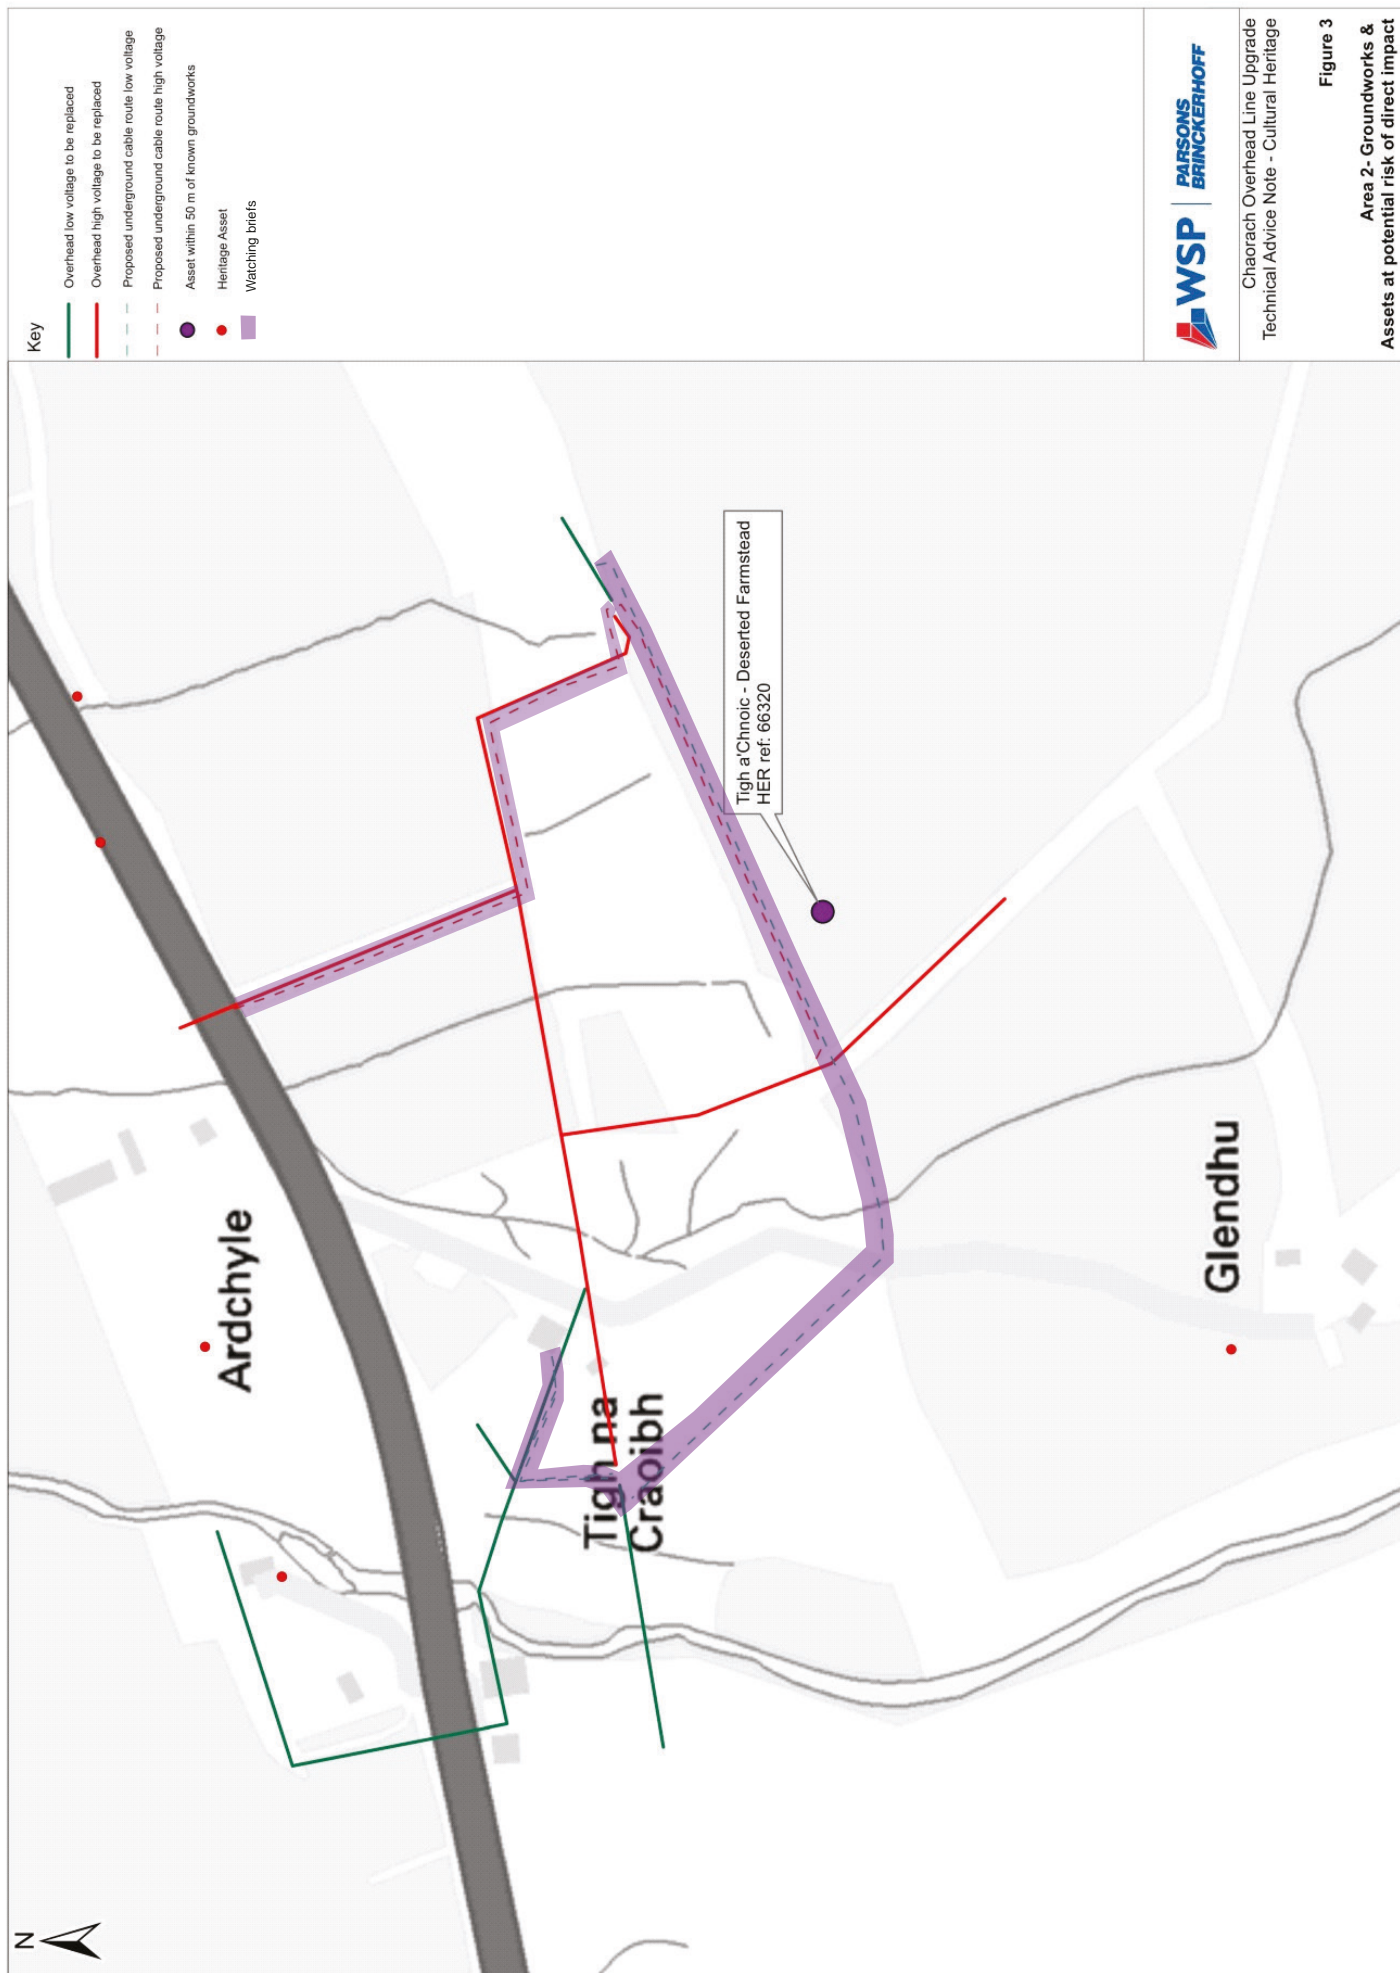 N
Ardchyle
Tigh na
Craoibh
Glendhu
Tigh a'Chnoic - Deserted Farmstead
HER ref: 66320
Key
Overhead low voltage to be replaced
Overhead high voltage to be replaced
Proposed underground cable route low voltage
Proposed underground cable route high voltage
Asset within 50 m of known groundworks
Heritage Asset
Watching briefs
WSP
PARSONS
BRINCKERHOFF
Chaorach Overhead Line Upgrade
Technical Advice Note - Cultural Heritage
Figure 3
Area 2- Groundworks &
Assets at potential risk of direct impact